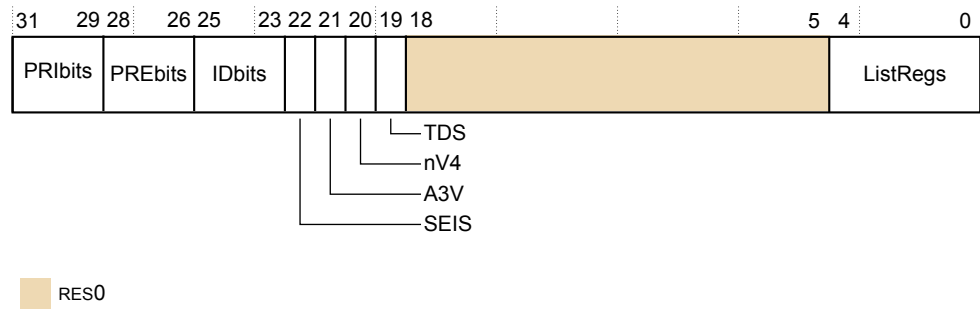 31 29 28 26 25 23 22 21 20 19 18 5 4 0
PRIbits PREbits IDbits ListRegs
TDS
nV4
A3V
SEIS
RES0